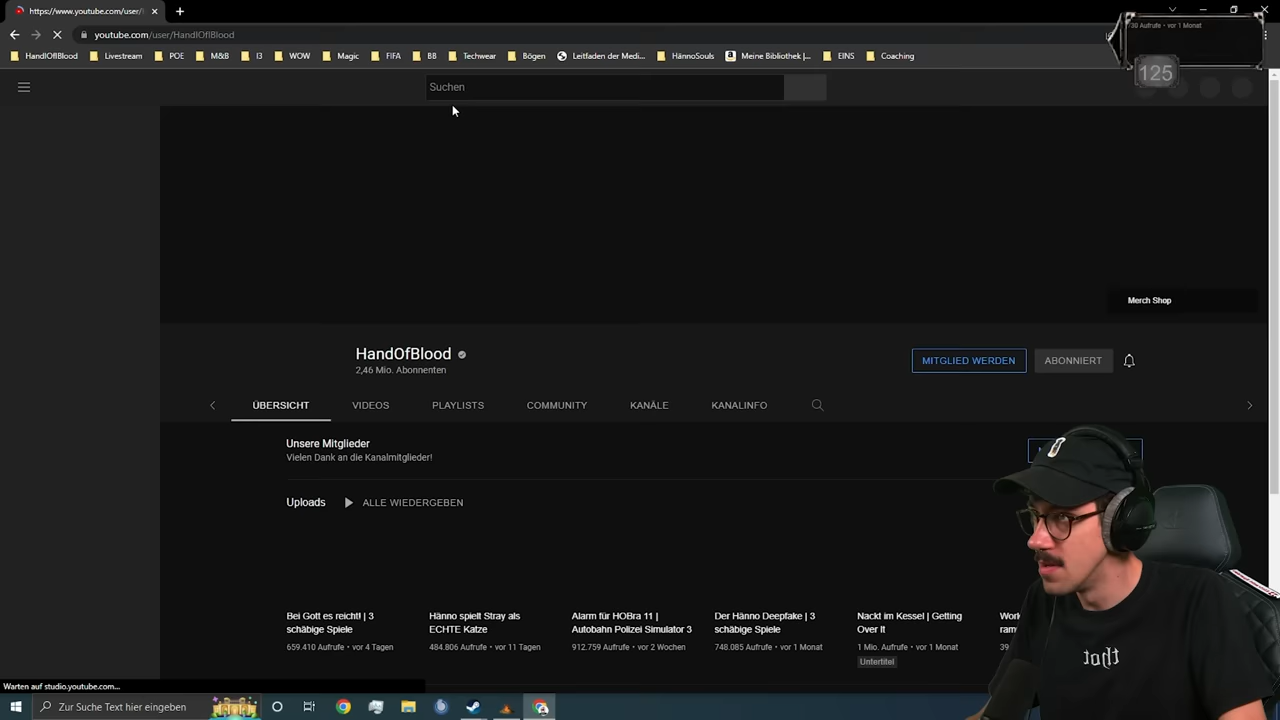 https://www.youtube.com/user/
730 Aufrufe • vor 1 Monat
youtube.com/user/HandOfBlood
HandOfBlood Livestream POE M&B I3 WOW Magic FIFA BB Techwear Bögen Leitfaden der Medi... HännoSouls Meine Bibliothek |... EINS Coaching
125
Suchen
Merch Shop
HandOfBlood
2,46 Mio. Abonnenten
MITGLIED WERDEN ABONNIERT
ÜBERSICHT VIDEOS PLAYLISTS COMMUNITY KANÄLE KANALINFO
Unsere Mitglieder
Vielen Dank an die Kanalmitglieder!
Uploads ALLE WIEDERGEBEN
Bei Gott es reicht! | 3
schäbige Spiele
659.410 Aufrufe • vor 4 Tagen
Hänno spielt Stray als
ECHTE Katze
484.806 Aufrufe • vor 11 Tagen
Alarm für HOBra 11 |
Autobahn Polizei Simulator 3
912.759 Aufrufe • vor 2 Wochen
Der Hänno Deepfake | 3
schäbige Spiele
748.085 Aufrufe • vor 1 Monat
Nackt im Kessel | Getting
Over It
1 Mio. Aufrufe • vor 1 Monat
Untertitel
Warten auf studio.youtube.com...
Zur Suche Text hier eingeben